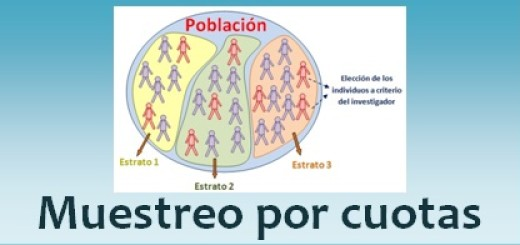 Población
Elección de los
individuos a criterio
del investigador
Estrato 1
Estrato 2
Estrato 3
Muestreo por cuotas